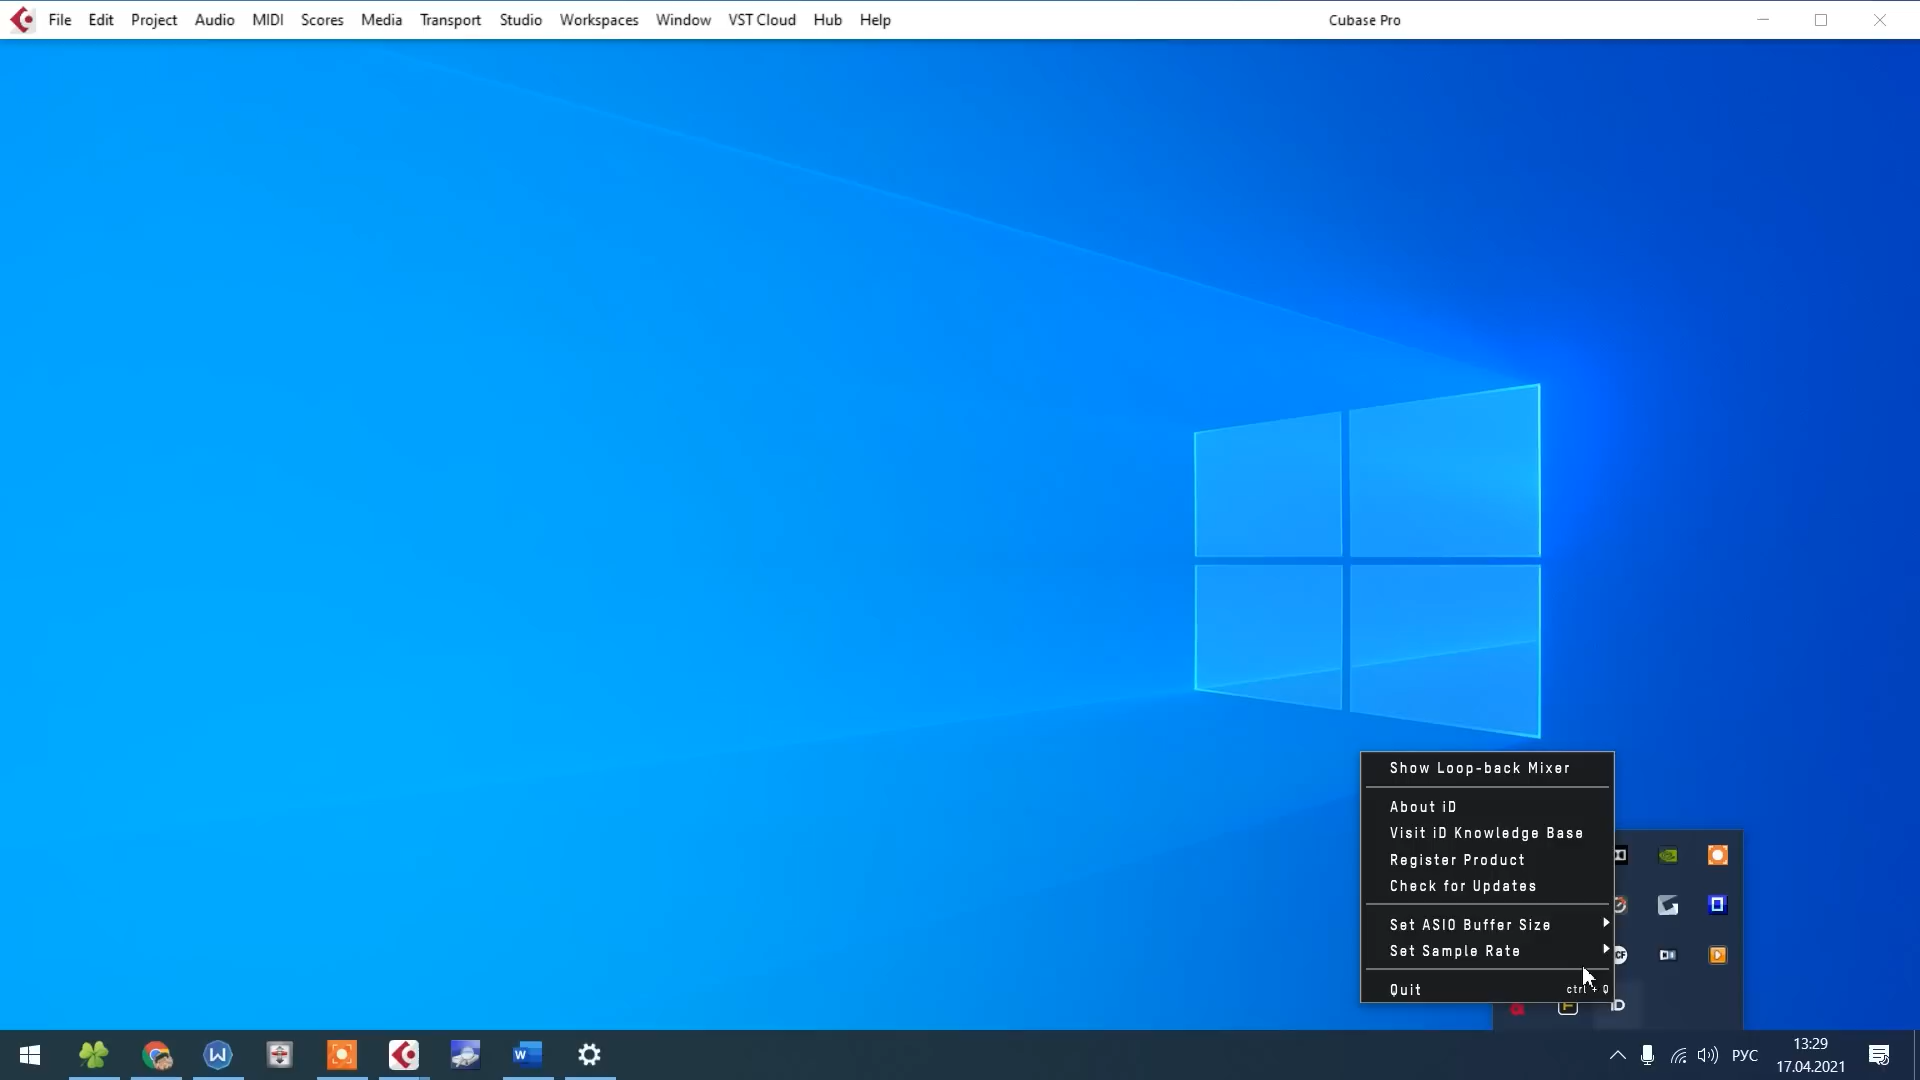 File Edit Project Audio MIDI Scores Media Transport Studio Workspaces Window VST Cloud Hub Help Cubase Pro
Show Loop-back Mixer
About iD
Visit iD Knowledge Base
Register Product
Check for Updates
Set ASIO Buffer Size
Set Sample Rate
Quit ctrl + Q
iD
РУС
13:29
17.04.2021